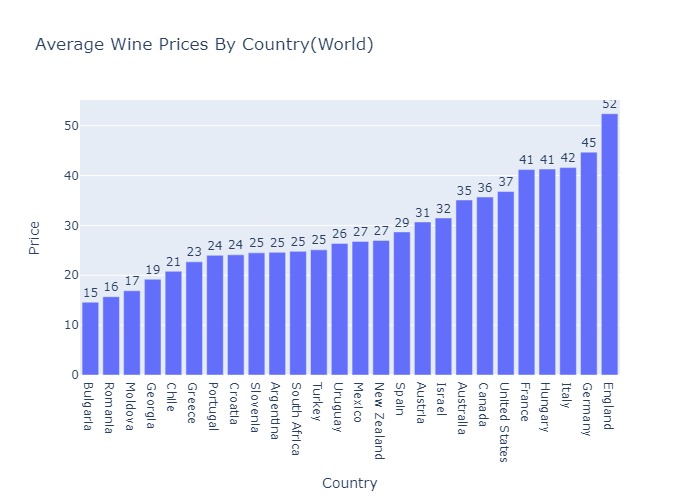 Average Wine Prices By Country(World)
Price
50
40
30
20
10
0
15 16 17 19 21 23 24 24 25 25 25 25 26 27 27 29 31 32 35 36 37 41 41 42 45 52
Bulgaria
Romania
Moldova
Georgia
Chile
Greece
Portugal
Croatia
Slovenia
Argentina
South Africa
Turkey
Uruguay
Mexico
New Zealand
Spain
Austria
Israel
Australia
Canada
United States
France
Hungary
Italy
Germany
England
Country